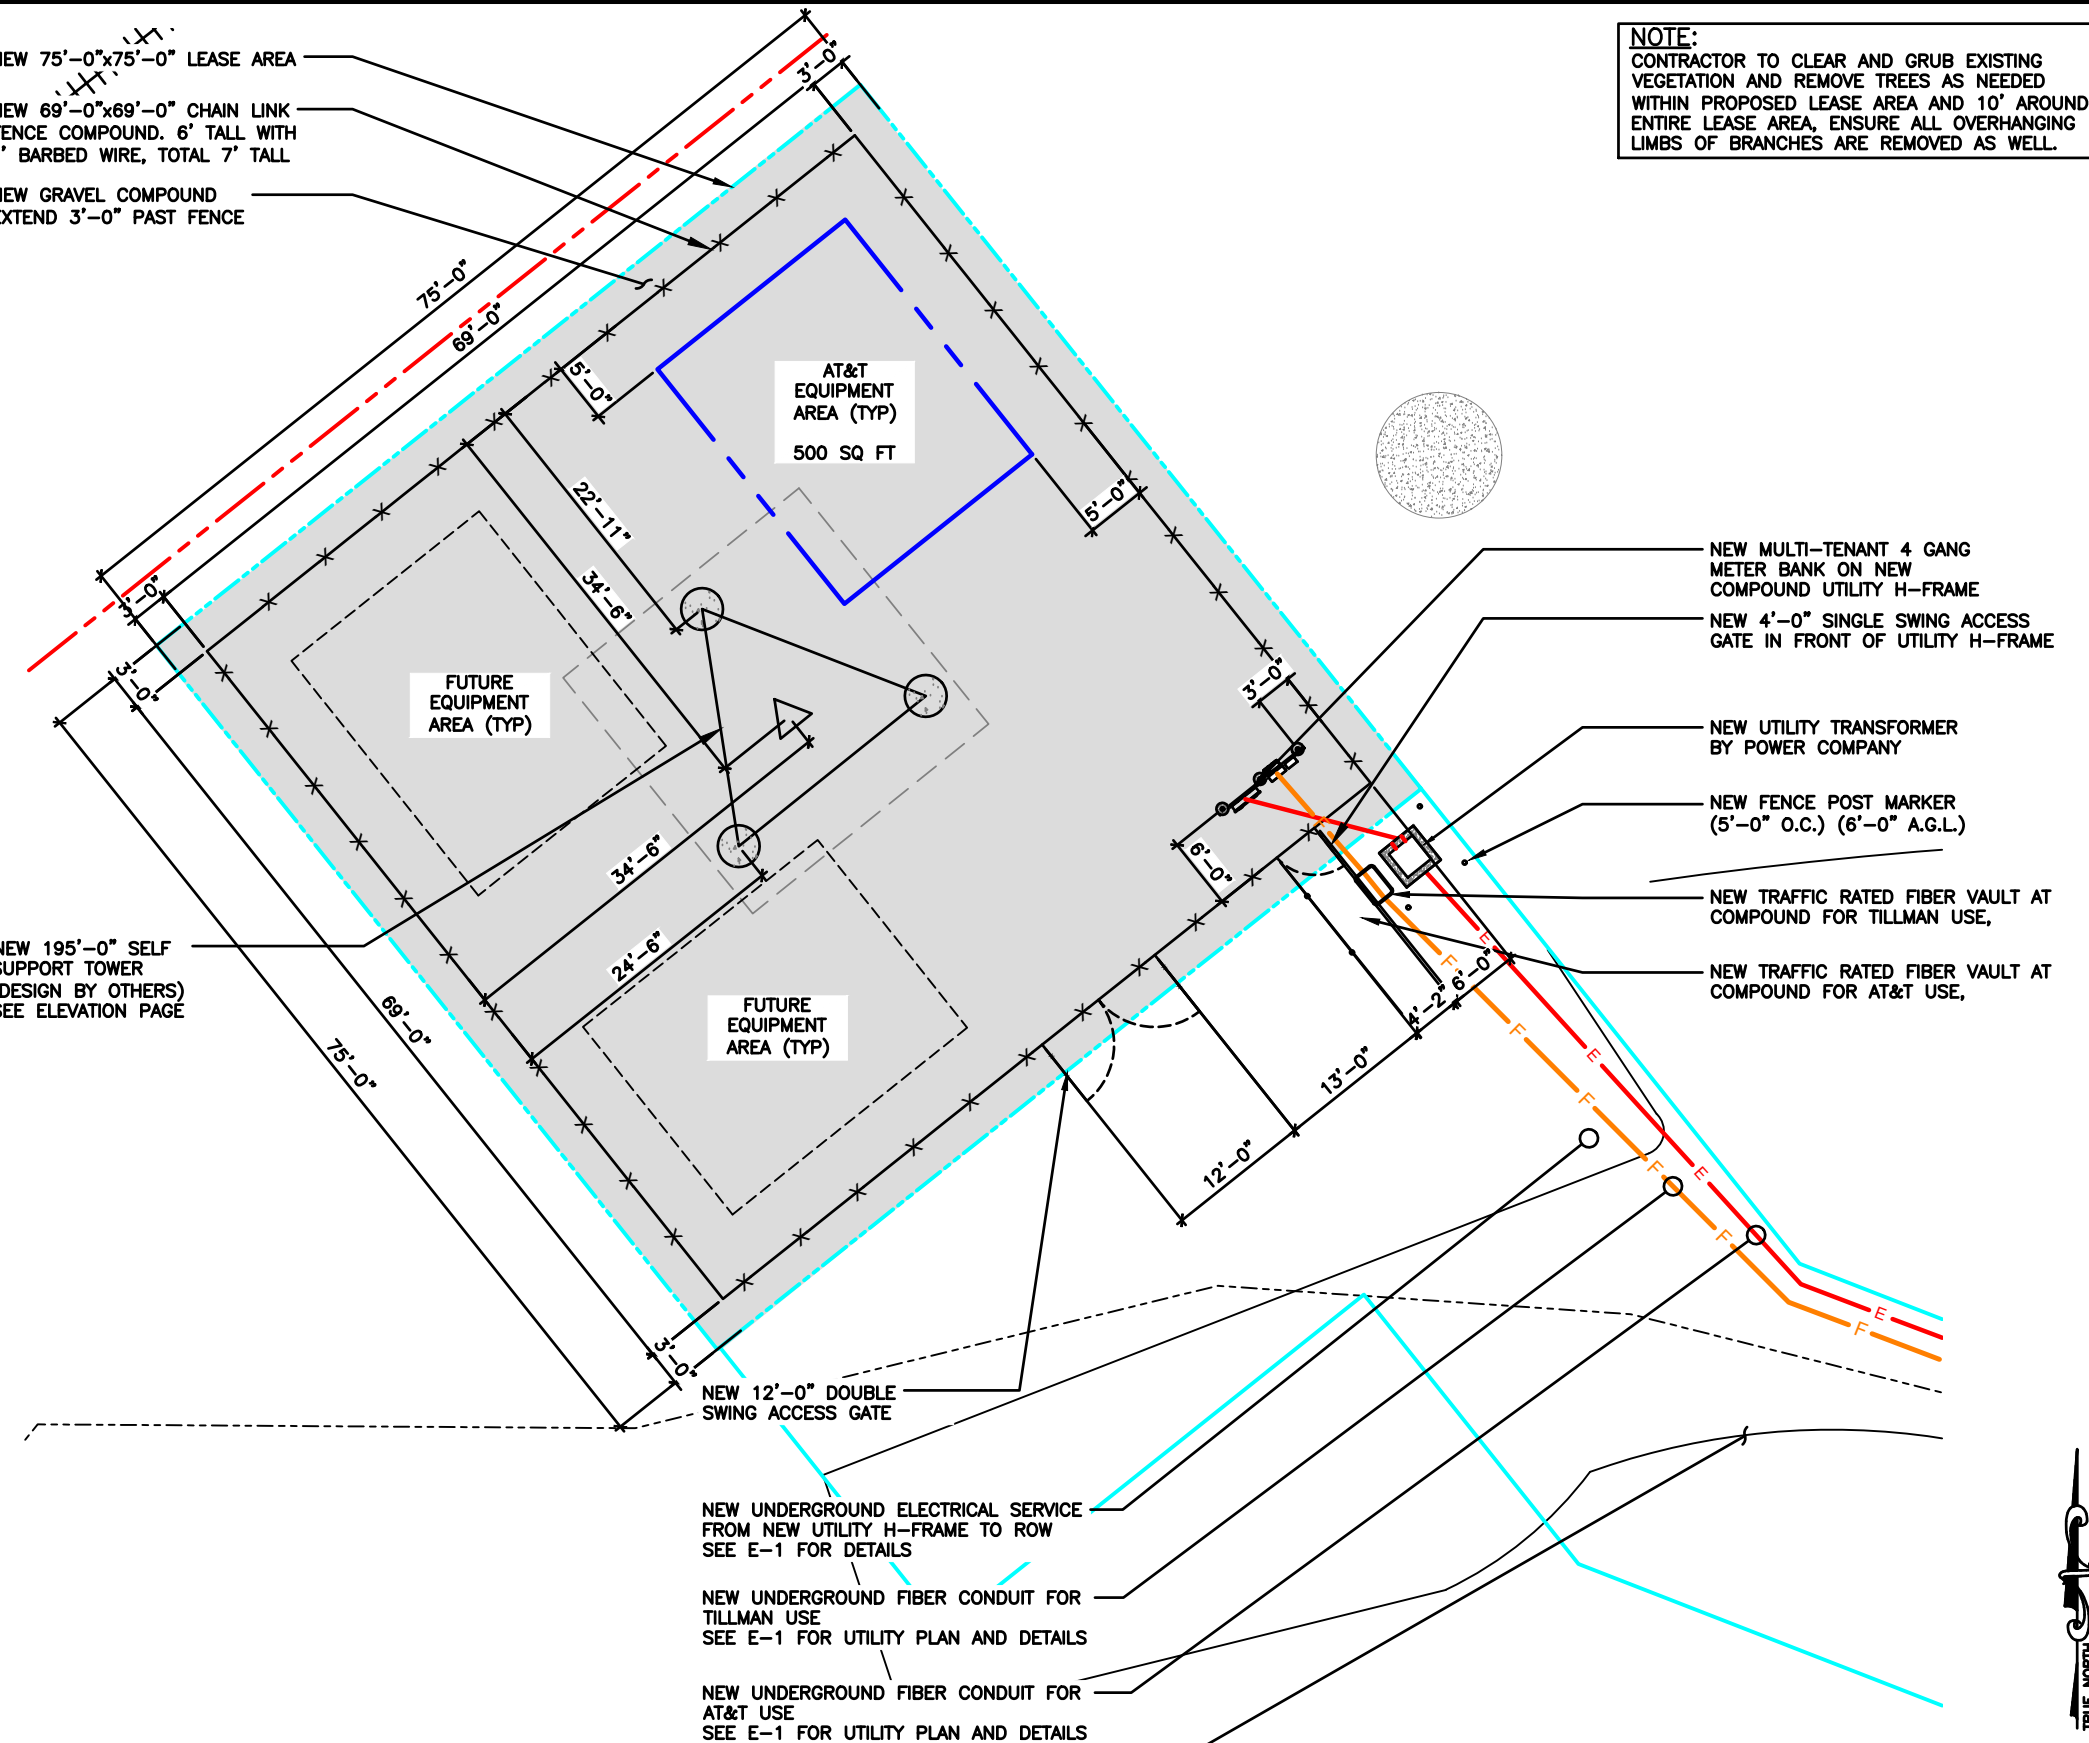 75'-0"x75'-0" LEASE AREA
69'-0"x69'-0" CHAIN LINK
COMPOUND. 6' TALL WITH
BARBED WIRE, TOTAL 7' TALL
GRAVEL COMPOUND
3'-0" PAST FENCE
NOTE:
CONTRACTOR TO CLEAR AND GRUB EXISTING
VEGETATION AND REMOVE TREES AS NEEDED
WITHIN PROPOSED LEASE AREA AND 10' AROUND
ENTIRE LEASE AREA, ENSURE ALL OVERHANGING
LIMBS OF BRANCHES ARE REMOVED AS WELL.
3'-0"
75'-0"
69'-0"
5'-0"
AT&T
EQUIPMENT
AREA (TYP)
500 SQ FT
5'-0"
22'-11"
34'-6"
3'-0"
3'-0"
FUTURE
EQUIPMENT
AREA (TYP)
3'-0"
6'-0"
34'-6"
24'-6"
NEW 195'-0" SELF
SUPPORT TOWER
DESIGN BY OTHERS)
SEE ELEVATION PAGE
69'-0"
75'-0"
FUTURE
EQUIPMENT
AREA (TYP)
NEW MULTI-TENANT 4 GANG
METER BANK ON NEW
COMPOUND UTILITY H-FRAME
NEW 4'-0" SINGLE SWING ACCESS
GATE IN FRONT OF UTILITY H-FRAME
NEW UTILITY TRANSFORMER
BY POWER COMPANY
NEW FENCE POST MARKER
(5'-0" O.C.) (6'-0" A.G.L.)
NEW TRAFFIC RATED FIBER VAULT AT
COMPOUND FOR TILLMAN USE,
NEW TRAFFIC RATED FIBER VAULT AT
COMPOUND FOR AT&T USE,
E
F
6'-0"
4'-2"
13'-0"
12'-0"
F
E
F
F
E
F
E
F
3'-0"
NEW 12'-0" DOUBLE
SWING ACCESS GATE
NEW UNDERGROUND ELECTRICAL SERVICE
FROM NEW UTILITY H-FRAME TO ROW
SEE E-1 FOR DETAILS
NEW UNDERGROUND FIBER CONDUIT FOR
TILLMAN USE
SEE E-1 FOR UTILITY PLAN AND DETAILS
NEW UNDERGROUND FIBER CONDUIT FOR
AT&T USE
SEE E-1 FOR UTILITY PLAN AND DETAILS
TRUE NORTH